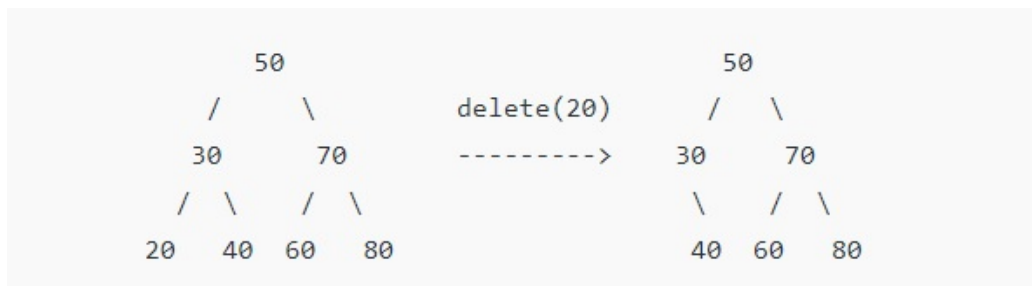 50                                    50
          /      \         delete(20)            /    \
        30        70       --------->          30      70
       /  \      /  \                            \    /  \
     20    40  60    80                          40  60    80